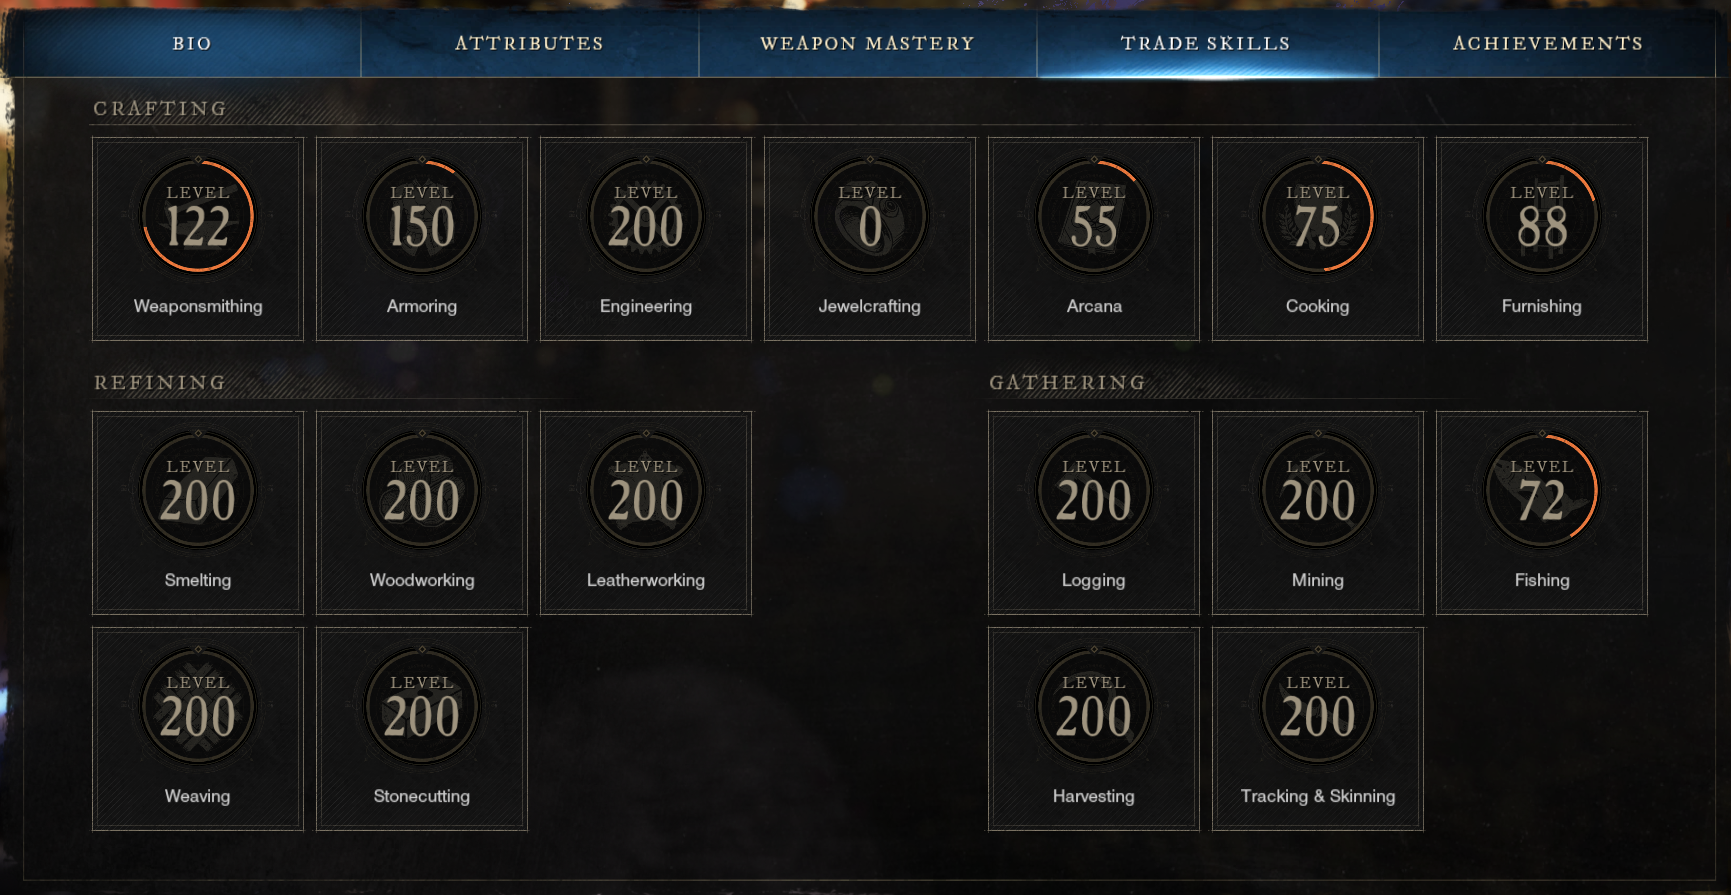 BIO
ATTRIBUTES
WEAPON MASTERY
TRADE SKILLS
ACHIEVEMENTS
CRAFTING
LEVEL
122
Weaponsmithing
LEVEL
150
Armoring
LEVEL
200
Engineering
LEVEL
0
Jewelcrafting
LEVEL
55
Arcana
LEVEL
75
Cooking
LEVEL
88
Furnishing
REFINING
LEVEL
200
Smelting
LEVEL
200
Woodworking
LEVEL
200
Leatherworking
LEVEL
200
Weaving
LEVEL
200
Stonecutting
GATHERING
LEVEL
200
Logging
LEVEL
200
Mining
LEVEL
72
Fishing
LEVEL
200
Harvesting
LEVEL
200
Tracking & Skinning